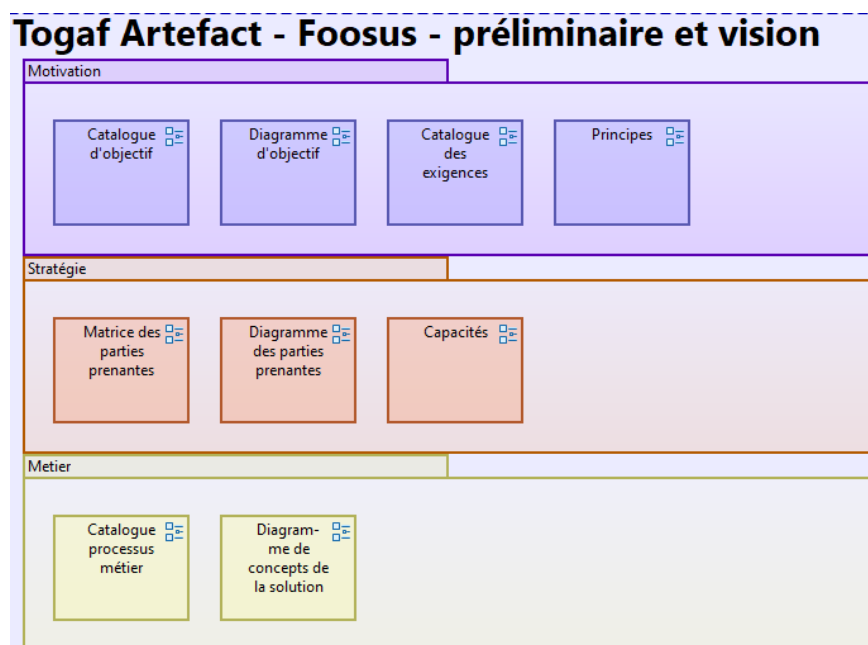 Togaf Artefact - Foosus - préliminaire et vision
Motivation
Catalogue
d'objectif
Diagramme
d'objectif
Catalogue
des
exigences
Principes
Stratégie
Matrice des
parties
prenantes
Diagramme
des parties
prenantes
Capacités
Metier
Catalogue
processus
métier
Diagram-
me de
concepts de
la solution